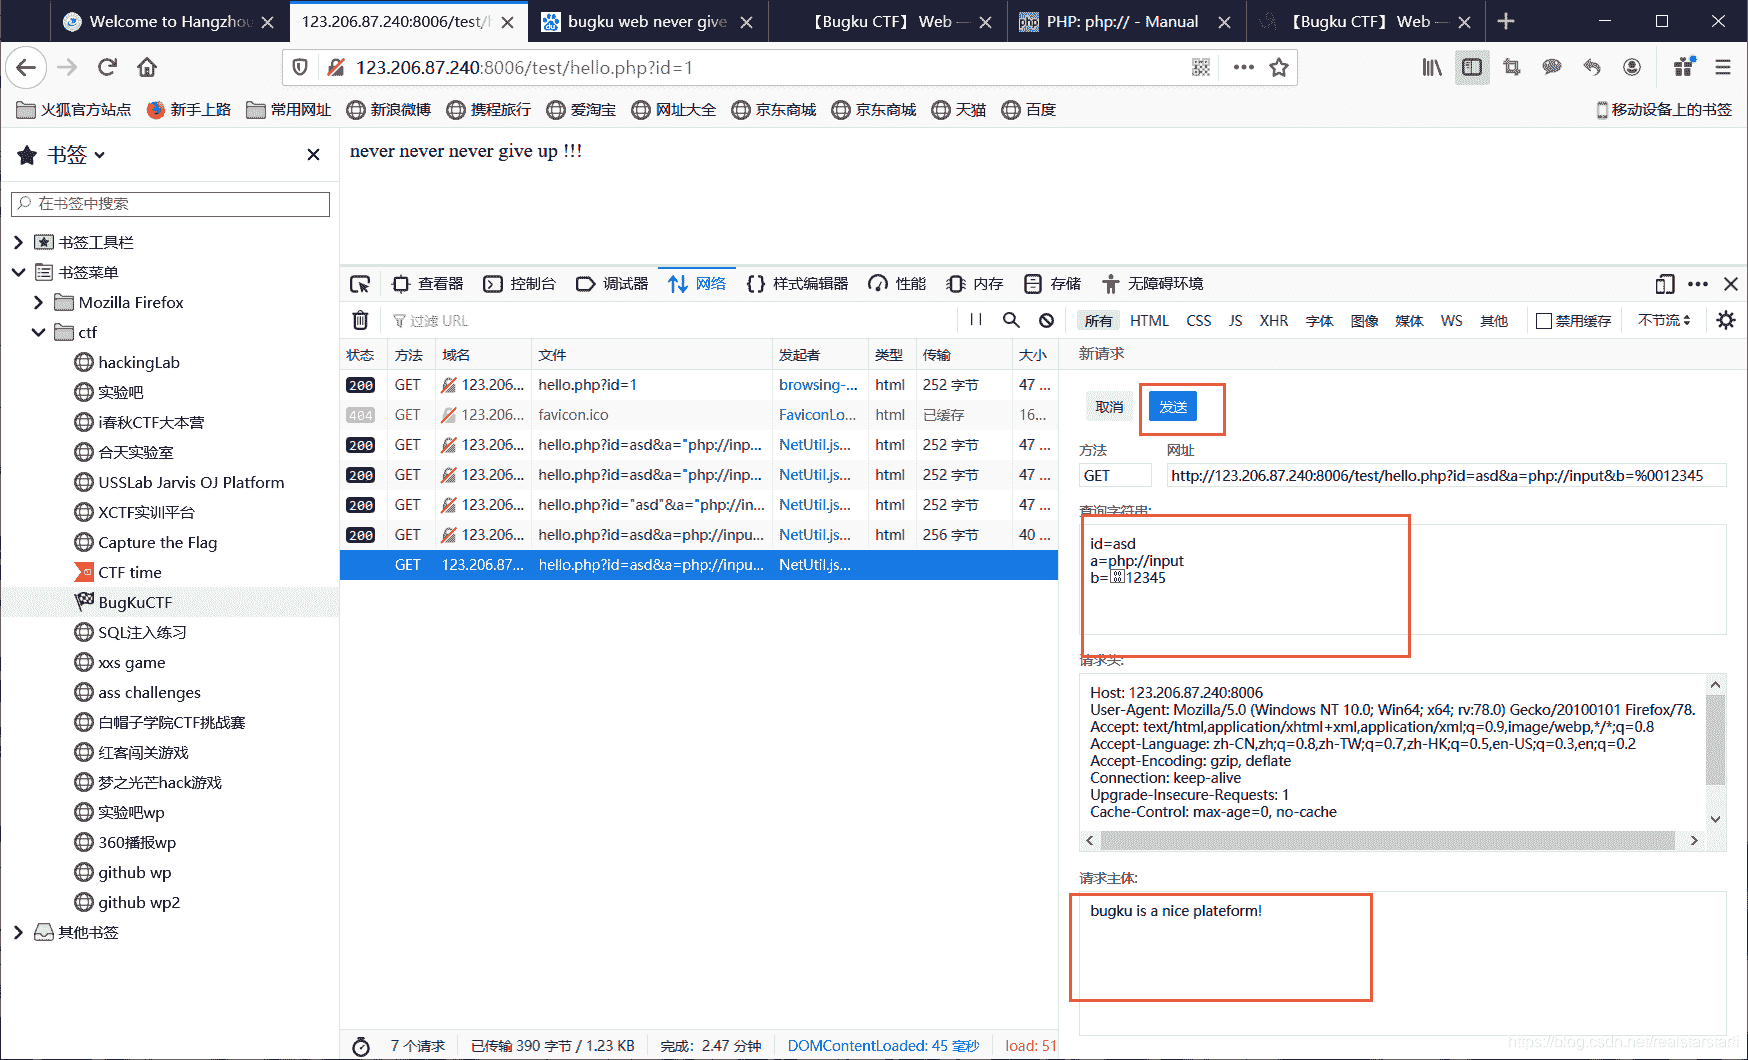 Welcome to Hangzhou
123.206.87.240:8006/test/h
bugku web never give
【Bugku CTF】 Web —
PHP: php:// - Manual
【Bugku CTF】 Web —
123.206.87.240:8006/test/hello.php?id=1
火狐官方站点
新手上路
常用网址
新浪微博
携程旅行
爱淘宝
网址大全
京东商城
京东商城
天猫
百度
移动设备上的书签
书签
never never never give up !!!
在书签中搜索
书签工具栏
书签菜单
Mozilla Firefox
ctf
hackingLab
实验吧
i春秋CTF大本营
合天实验室
USSLab Jarvis OJ Platform
XCTF实训平台
Capture the Flag
CTF time
BugKuCTF
SQL注入练习
xxs game
ass challenges
白帽子学院CTF挑战赛
红客闯关游戏
梦之光芒hack游戏
实验吧wp
360播报wp
github wp
github wp2
其他书签
查看器
控制台
调试器
网络
样式编辑器
性能
内存
存储
无障碍环境
过滤 URL
所有 HTML CSS JS XHR 字体 图像 媒体 WS 其他
禁用缓存
不节流
状态 方法 域名 文件 发起者 类型 传输 大小
200 GET 123.206... hello.php?id=1 browsing-... html 252 字节 47 ...
404 GET 123.206... favicon.ico FaviconLo... html 已缓存 16...
200 GET 123.206... hello.php?id=asd&a="php://inp... NetUtil.js... html 252 字节 47 ...
200 GET 123.206... hello.php?id=asd&a="php://inp... NetUtil.js... html 252 字节 47 ...
200 GET 123.206... hello.php?id="asd"&a="php://in... NetUtil.js... html 252 字节 47 ...
200 GET 123.206... hello.php?id=asd&a=php://inpu... NetUtil.js... html 256 字节 40 ...
GET 123.206.87... hello.php?id=asd&a=php://inpu... NetUtil.js...
新请求
取消
发送
方法
网址
GET
http://123.206.87.240:8006/test/hello.php?id=asd&a=php://input&b=%0012345
查询字符串:
id=asd
a=php://input
b=12345
请求头:
Host: 123.206.87.240:8006
User-Agent: Mozilla/5.0 (Windows NT 10.0; Win64; x64; rv:78.0) Gecko/20100101 Firefox/78.
Accept: text/html,application/xhtml+xml,application/xml;q=0.9,image/webp,*/*;q=0.8
Accept-Language: zh-CN,zh;q=0.8,zh-TW;q=0.7,zh-HK;q=0.5,en-US;q=0.3,en;q=0.2
Accept-Encoding: gzip, deflate
Connection: keep-alive
Upgrade-Insecure-Requests: 1
Cache-Control: max-age=0, no-cache
请求主体:
bugku is a nice plateform!
7 个请求
已传输 390 字节 / 1.23 KB
完成: 2.47 分钟
DOMContentLoaded: 45 毫秒
load: 51